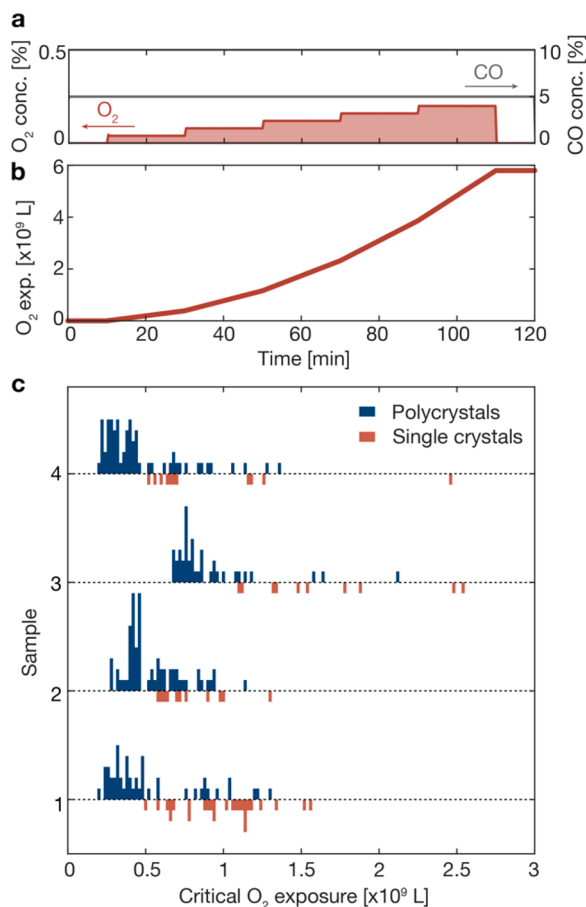 a
0.5
10
O₂ conc. [%]
CO
CO conc. [%]
5
O₂
0
0
b
6
4
2
0
O₂ exp. [x10⁹ L]
20
40
60
80
100
120
Time [min]
c
Polycrystals
Single crystals
4
3
2
1
Sample
0
0.5
1
1.5
2
2.5
3
Critical O₂ exposure [x10⁹ L]